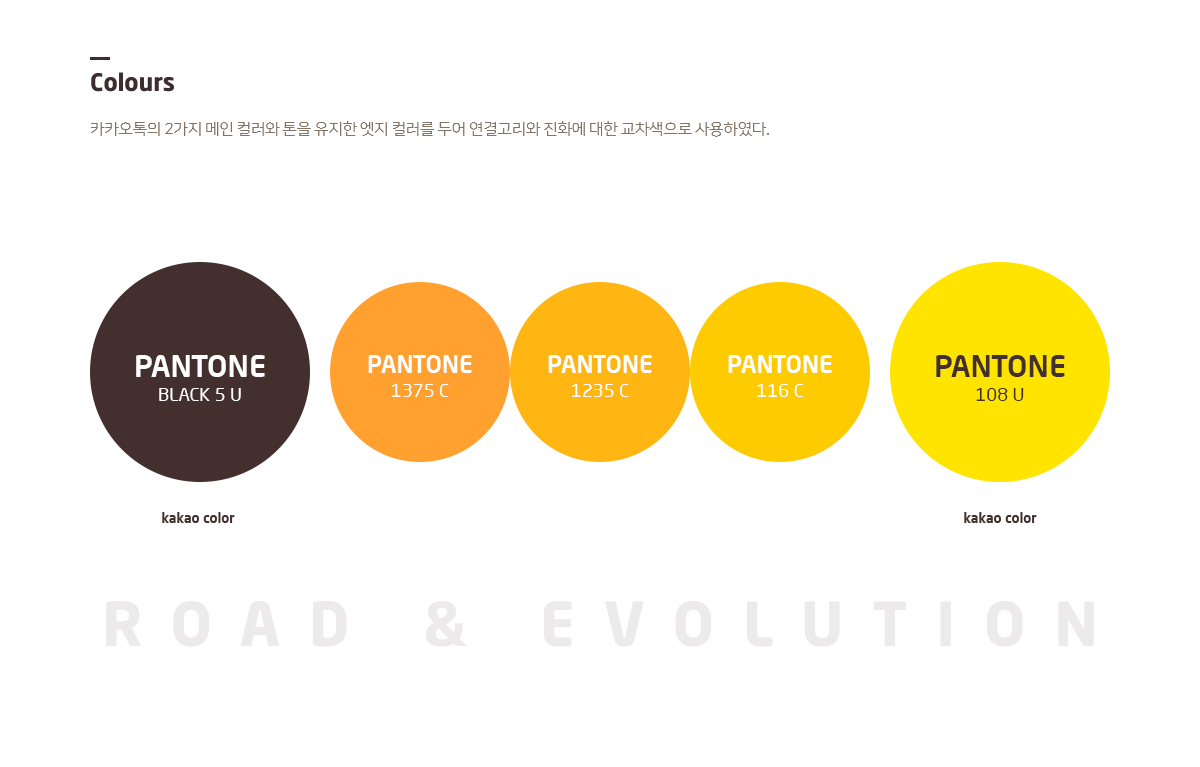 Colours
카카오톡의 2가지 메인 컬러와 톤을 유지한 엣지 컬러를 두어 연결고리와 진화에 대한 교차색으로 사용하였다.
PANTONE
BLACK 5 U
PANTONE
1375 C
PANTONE
1235 C
PANTONE
116 C
PANTONE
108 U
kakao color
kakao color
ROAD & EVOLUTION